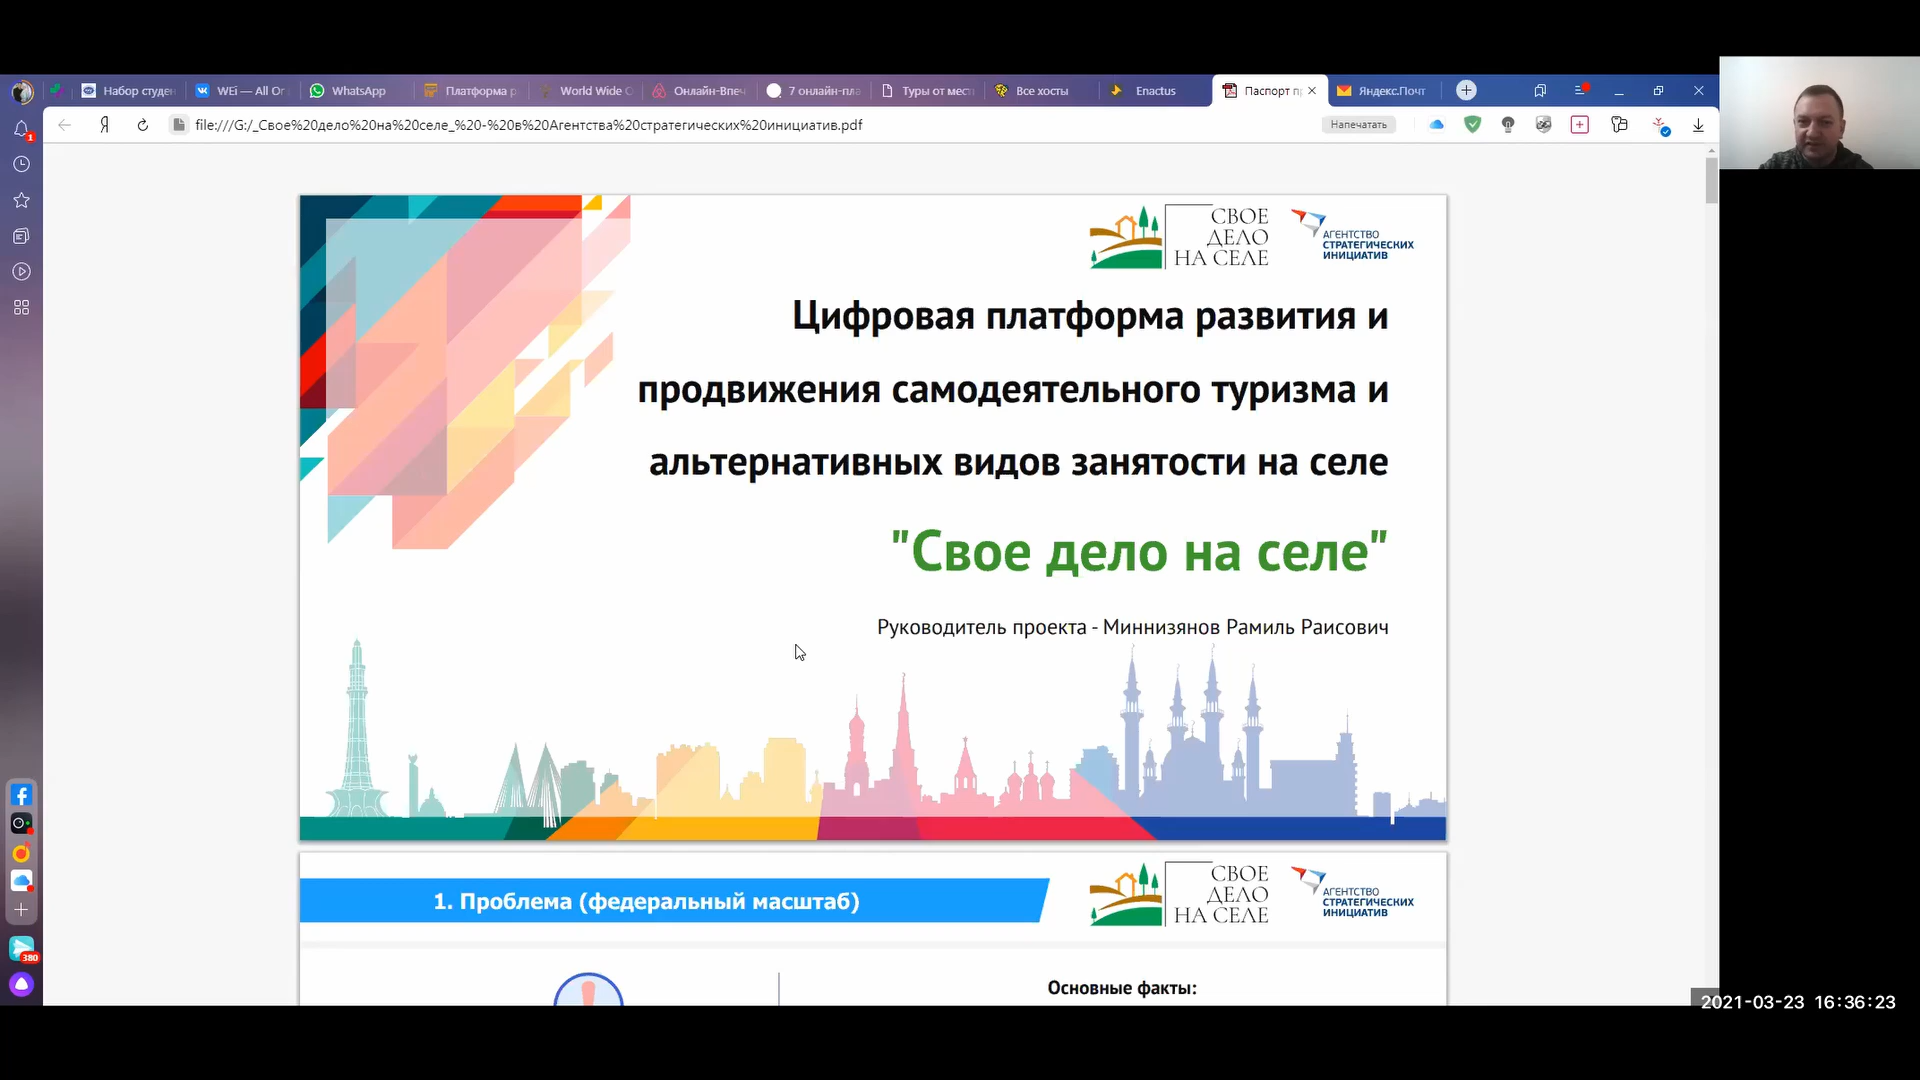 Набор студен
WEi — All Or
WhatsApp
Платформа р
World Wide O
Онлайн-Впеч
7 онлайн-пла
Туры от мест
Все хосты
Enactus
Паспорт п
Яндекс.Почт
Я
file:///G:/_Свое%20дело%20на%20селе_%20-%20в%20Агентства%20стратегических%20инициатив.pdf
Напечатать
1
СВОЕ
ДЕЛО
НА СЕЛЕ
АГЕНТСТВО
СТРАТЕГИЧЕСКИХ
ИНИЦИАТИВ
Цифровая платформа развития и
продвижения самодеятельного туризма и
альтернативных видов занятости на селе
"Свое дело на селе"
Руководитель проекта - Миннизянов Рамиль Раисович
1. Проблема (федеральный масштаб)
СВОЕ
ДЕЛО
НА СЕЛЕ
АГЕНТСТВО
СТРАТЕГИЧЕСКИХ
ИНИЦИАТИВ
Основные факты:
380
2021-03-23 16:36:23